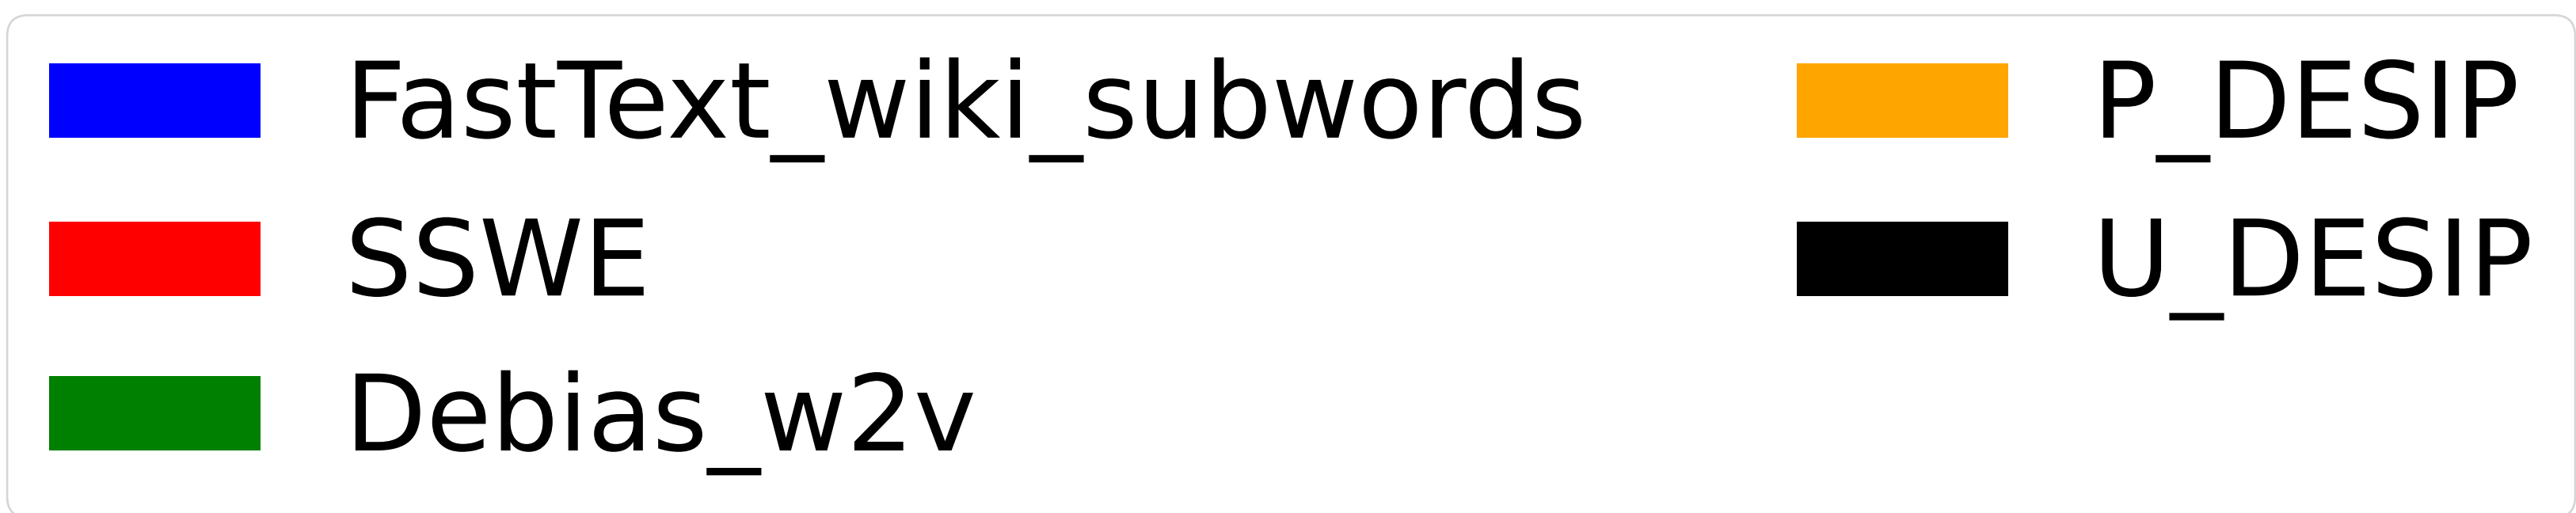 FastText_wiki_subwords
SSWE
Debias_w2v
P_DESIP
U_DESIP